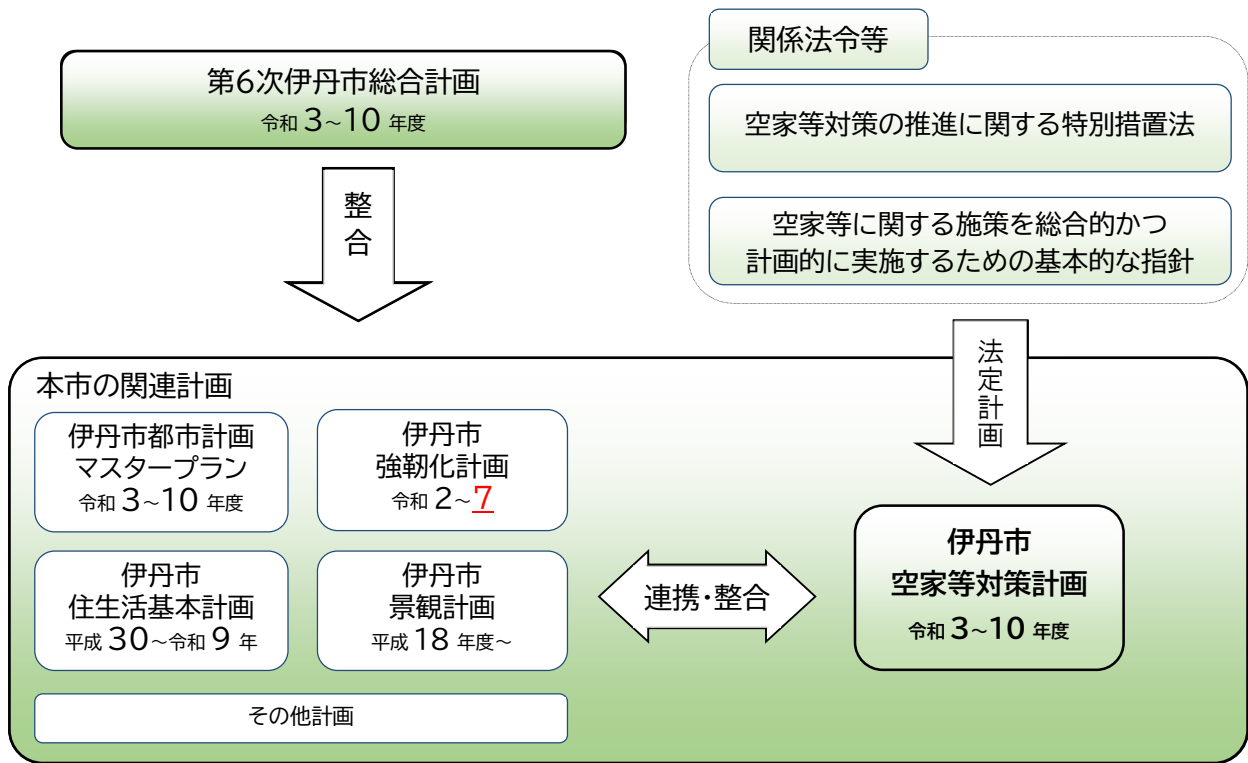 第6次伊丹市総合計画
令和 3～10 年度
関係法令等
空家等対策の推進に関する特別措置法
空家等に関する施策を総合的かつ
計画的に実施するための基本的な指針
整
合
法
定
計
画
本市の関連計画
伊丹市都市計画
マスタープラン
令和 3～10 年度
伊丹市
強靭化計画
令和 2～7
伊丹市
住生活基本計画
平成 30～令和 9 年
伊丹市
景観計画
平成 18 年度～
その他計画
連携・整合
伊丹市
空家等対策計画
令和 3～10 年度